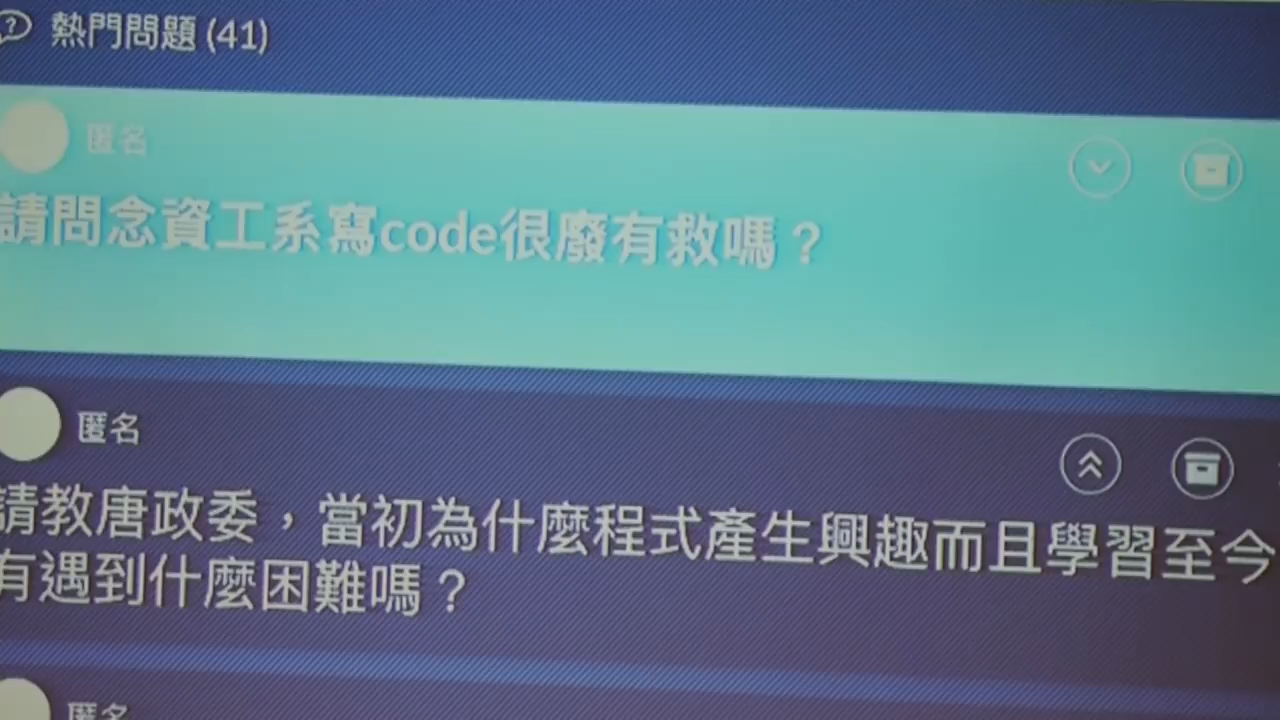 熱門問題 (41)
匿名
請問念資工系寫code很廢有救嗎？
匿名
請教唐政委，當初為什麼程式產生興趣而且學習至今
有遇到什麼困難嗎？
匿名